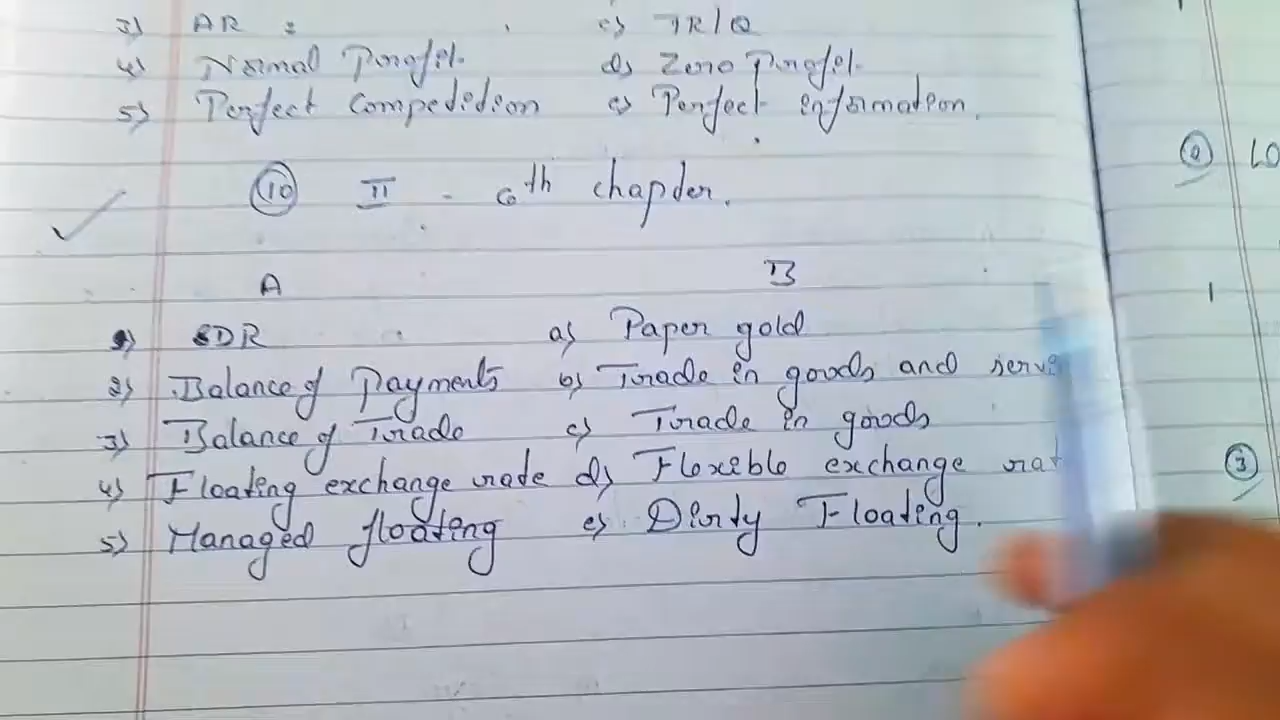 3) AR : c) TR/Q
4) Normal Profit. d) Zero Profit.
5) Perfect Competition e) Perfect information.
10 II - 6th chapter.
A B
1) SDR a) Paper gold
2) Balance of Payments b) Trade in goods and
3) Balance of Trade c) Trade in goods
4) Floating exchange rate d) Flexible exchange
5) Managed floating e) Dirty Floating.
3